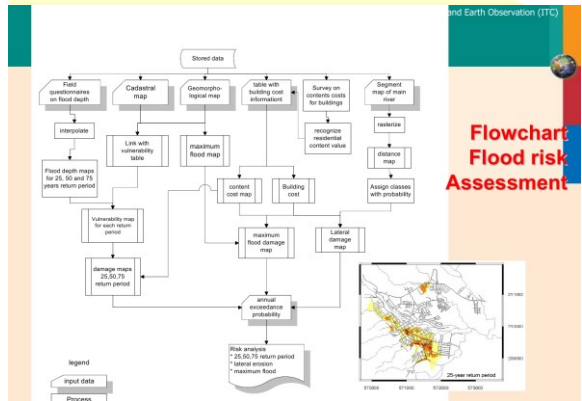 and Earth Observation (ITC)
Stored data
Field
questionnaires
on flood depth
Cadastral
map
Geomorpho-
logical map
table with
building cost
informationt
Survey on
contents costs
for buildings
Segment
map of main
river
interpolate
Link with
vulnerability
table
maximum
flood map
recognize
residential
content value
rasterize
distance
map
Flowchart
Flood risk
Assessment
Flood depth maps
for 25, 50 and 75
years return period
content
cost map
Building
cost
Assign classes
with probability
Vulnerability map
for each return
period
maximum
flood damage
map
Lateral
damage
map
damage maps
25,50,75
return period
annual
exceedance
probability
Risk analysis
* 25,50,75 return period
* lateral erosion
* maximum flood
legend
input data
Process
25-year return period